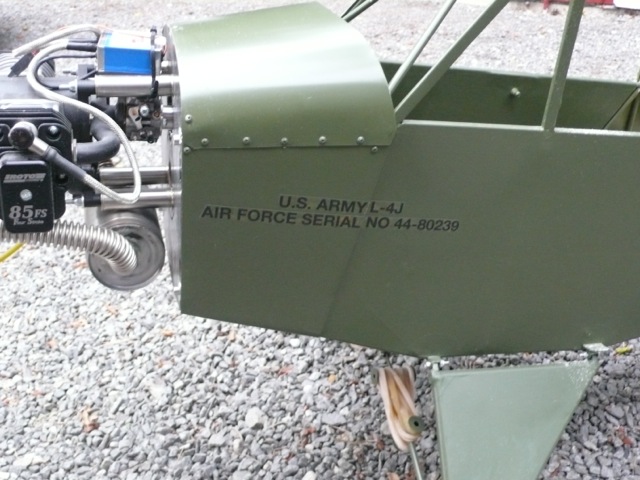 U.S. ARMY L-4J
AIR FORCE SERIAL NO 44-80239
85FS